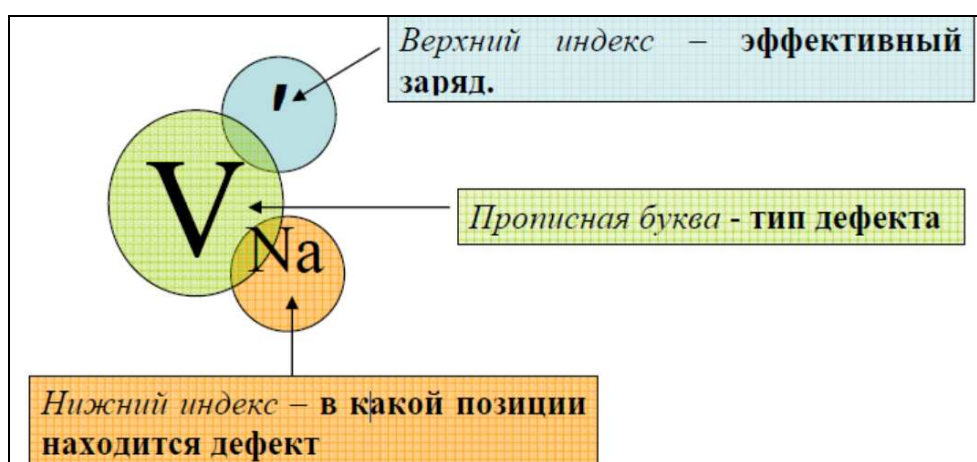 Верхний индекс – эффективный
заряд.
'
V
Na
Прописная буква - тип дефекта
Нижний индекс – в какой позиции
находится дефект